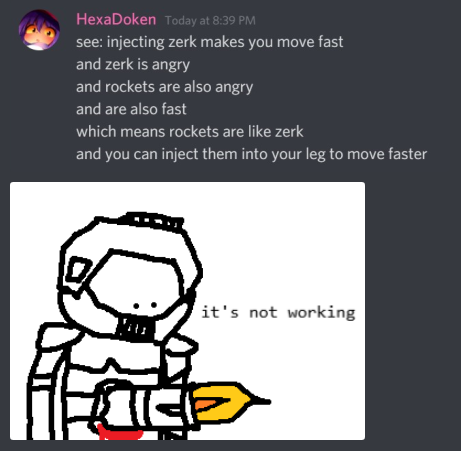 HexaDoken Today at 8:39 PM
see: injecting zerk makes you move fast
and zerk is angry
and rockets are also angry
and are also fast
which means rockets are like zerk
and you can inject them into your leg to move faster
it's not working